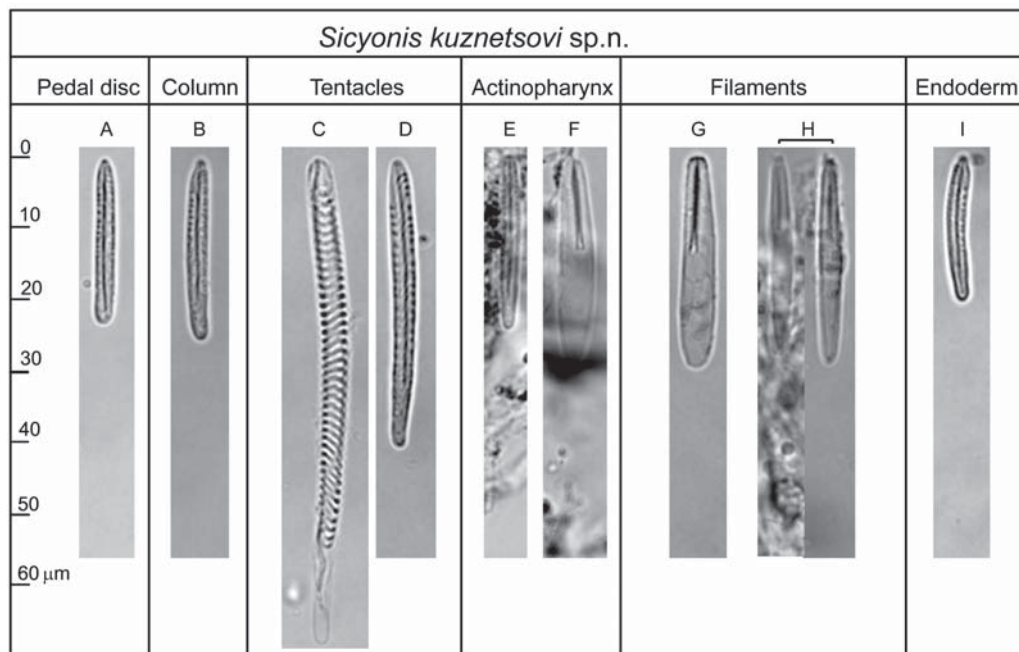 Sicyonis kuznetsovi sp.n.
Pedal disc Column Tentacles Actinopharynx Filaments Endoderm
A B C D E F G H I
0
10
20
30
40
50
60 μm